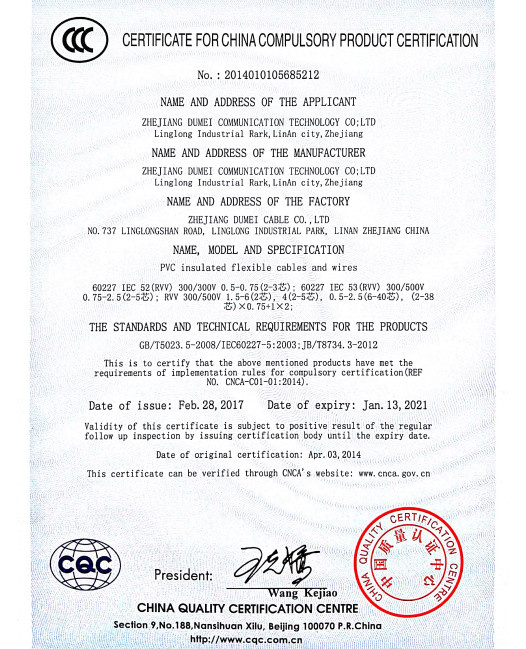 CCC
CERTIFICATE FOR CHINA COMPULSORY PRODUCT CERTIFICATION
No. : 2014010105685212
NAME AND ADDRESS OF THE APPLICANT
ZHEJIANG DUMEI COMMUNICATION TECHNOLOGY CO;LTD
Linglong Industrial Rark, LinAn city, Zhejiang
NAME AND ADDRESS OF THE MANUFACTURER
ZHEJIANG DUMEI COMMUNICATION TECHNOLOGY CO;LTD
Linglong Industrial Rark, LinAn city, Zhejiang
NAME AND ADDRESS OF THE FACTORY
ZHEJIANG DUMEI CABLE CO., LTD
NO. 737 LINGLONGSHAN ROAD, LINGLONG INDUSTRIAL PARK, LINAN ZHEJIANG CHINA
NAME, MODEL AND SPECIFICATION
PVC insulated flexible cables and wires
60227 IEC 52(RVV) 300/300V 0.5-0.75(2-3芯); 60227 IEC 53(RVV) 300/500V
0.75-2.5(2-5芯); RVV 300/500V 1.5-6(2芯), 4(2-5芯), 0.5-2.5(6-40芯), (2-38
芯)×0.75+1×2;
THE STANDARDS AND TECHNICAL REQUIREMENTS FOR THE PRODUCTS
GB/T5023.5-2008/IEC60227-5:2003;JB/T8734.3-2012
This is to certify that the above mentioned products have met the
requirements of implementation rules for compulsory certification(REF
NO. CNCA-C01-01:2014).
Date of issue: Feb. 28, 2017 Date of expiry: Jan. 13, 2021
Validity of this certificate is subject to positive result of the regular
follow up inspection by issuing certification body until the expiry date.
Date of original certification: Apr. 03, 2014
This certificate can be verified through CNCA's website: www.cnca.gov.cn
CHINA QUALITY CERTIFICATION CENTRE
中国质量认证中心
CQC
President:
Wang Kejiao
CHINA QUALITY CERTIFICATION CENTRE
Section 9,No.188,Nansihuan Xilu, Beijing 100070 P.R.China
http://www.cqc.com.cn